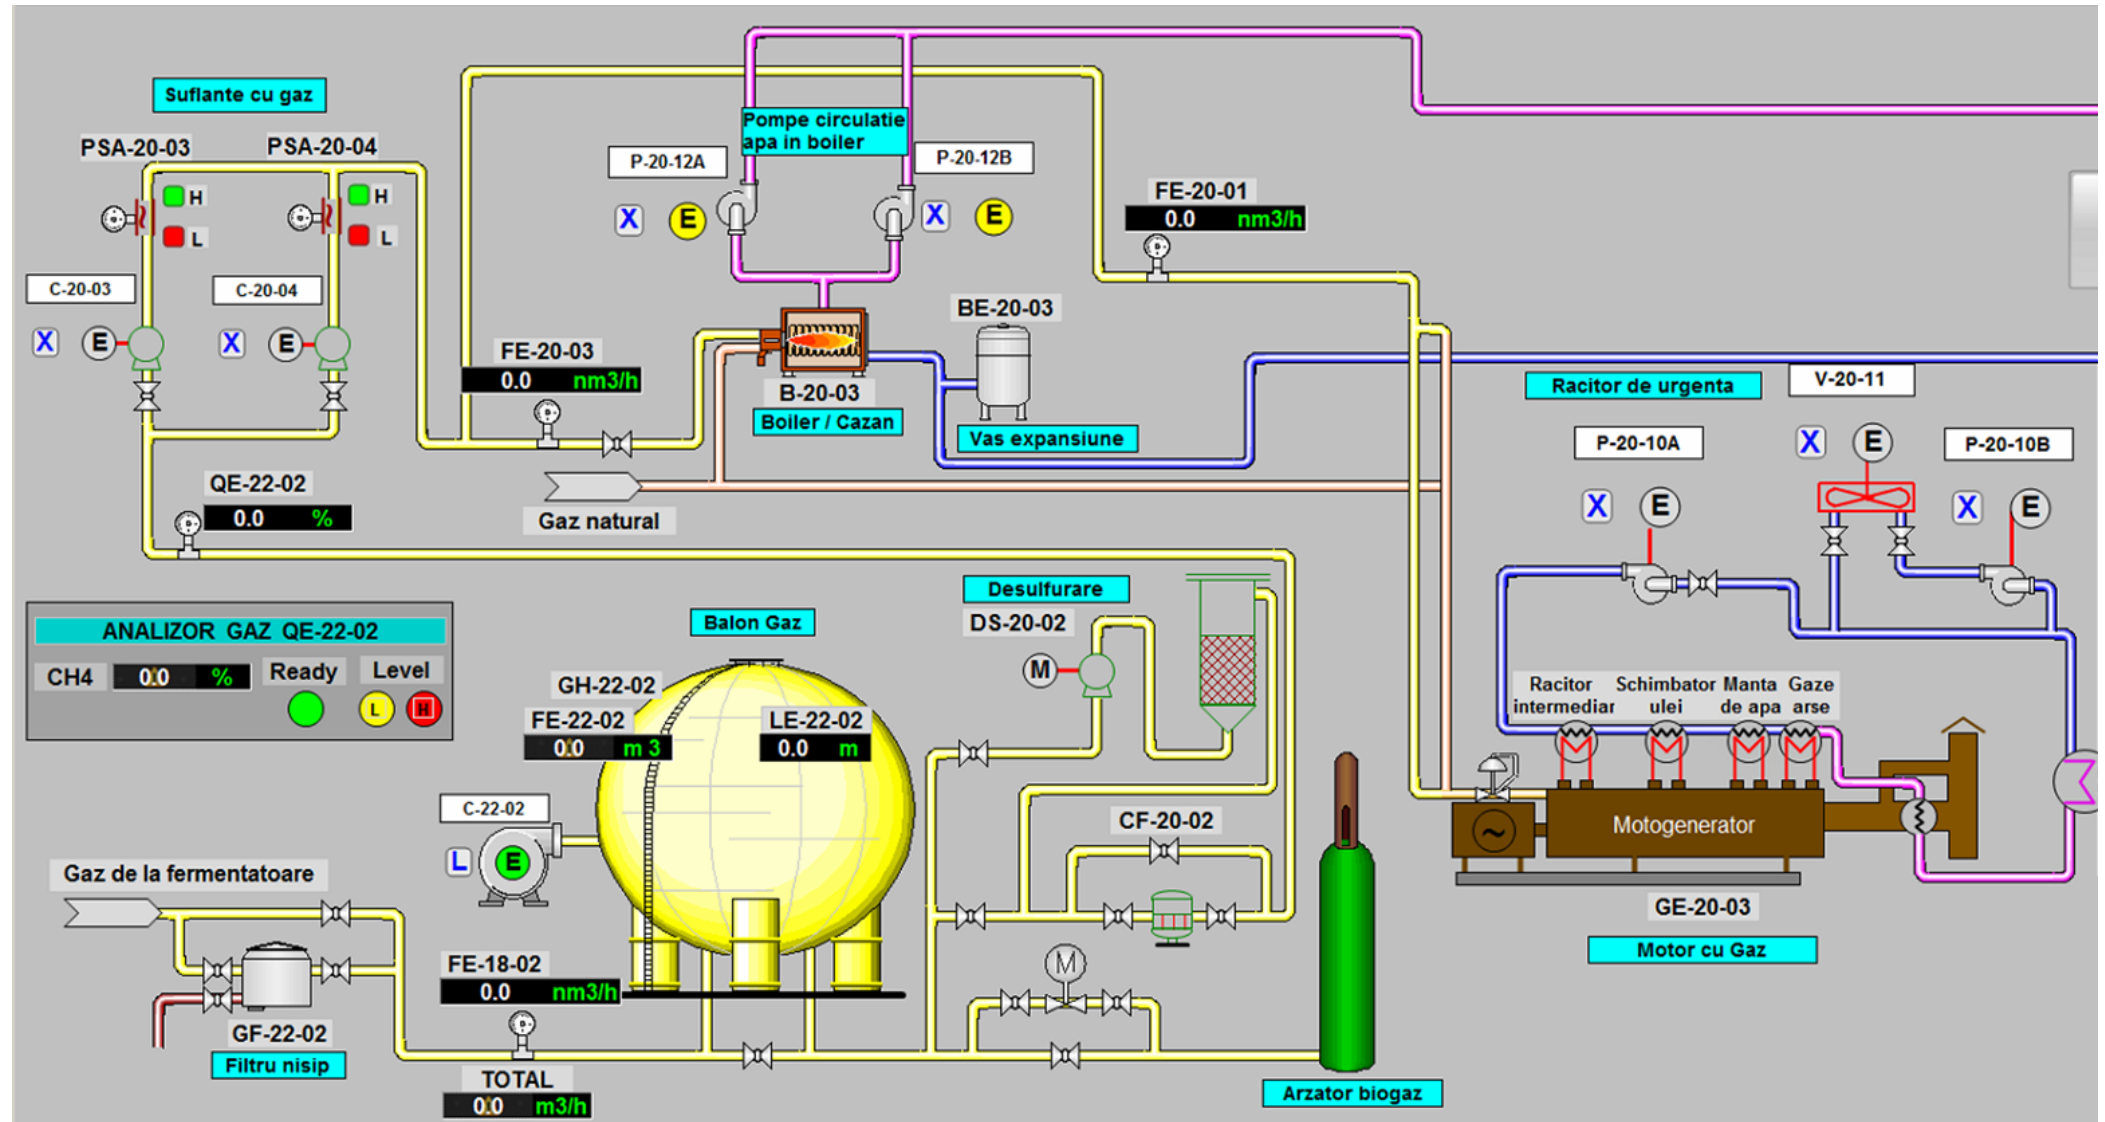 Suflante cu gaz
PSA-20-03
PSA-20-04
H
H
L
L
C-20-03
C-20-04
X
E
X
E
Pompe circulatie
apa in boiler
P-20-12A
P-20-12B
X
E
X
E
FE-20-01
0.0 nm3/h
FE-20-03
0.0 nm3/h
B-20-03
Boiler / Cazan
BE-20-03
Vas expansiune
Gaz natural
QE-22-02
0.0 %
Racitor de urgenta
V-20-11
X
E
P-20-10A
X
E
P-20-10B
X
E
ANALIZOR GAZ QE-22-02
CH4
%
Ready
Level
L
H
Balon Gaz
GH-22-02
FE-22-02
m 3
LE-22-02
0.0 m
Desulfurare
DS-20-02
M
C-22-02
L
E
CF-20-02
M
Gaz de la fermentatoare
GF-22-02
Filtru nisip
FE-18-02
0.0 nm3/h
TOTAL
m3/h
Arzator biogaz
Racitor
intermediar
Schimbator
ulei
Manta
de apa
Gaze
arse
~
Motogenerator
GE-20-03
Motor cu Gaz